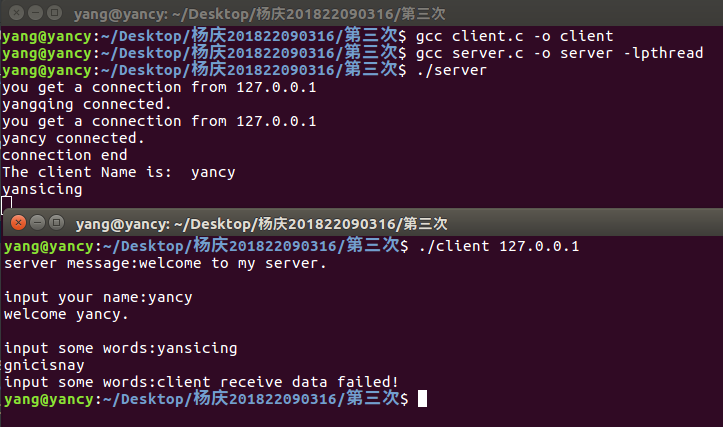 yang@yancy: ~/Desktop/杨庆201822090316/第三次
yang@yancy:~/Desktop/杨庆201822090316/第三次$ gcc client.c -o client
yang@yancy:~/Desktop/杨庆201822090316/第三次$ gcc server.c -o server -lpthread
yang@yancy:~/Desktop/杨庆201822090316/第三次$ ./server
you get a connection from 127.0.0.1
yangqing connected.
you get a connection from 127.0.0.1
yancy connected.
connection end
The client Name is:  yancy
yansicing
yang@yancy: ~/Desktop/杨庆201822090316/第三次
yang@yancy:~/Desktop/杨庆201822090316/第三次$ ./client 127.0.0.1
server message:welcome to my server.
input your name:yancy
welcome yancy.
input some words:yansicing
gnicisnay
input some words:client receive data failed!
yang@yancy:~/Desktop/杨庆201822090316/第三次$